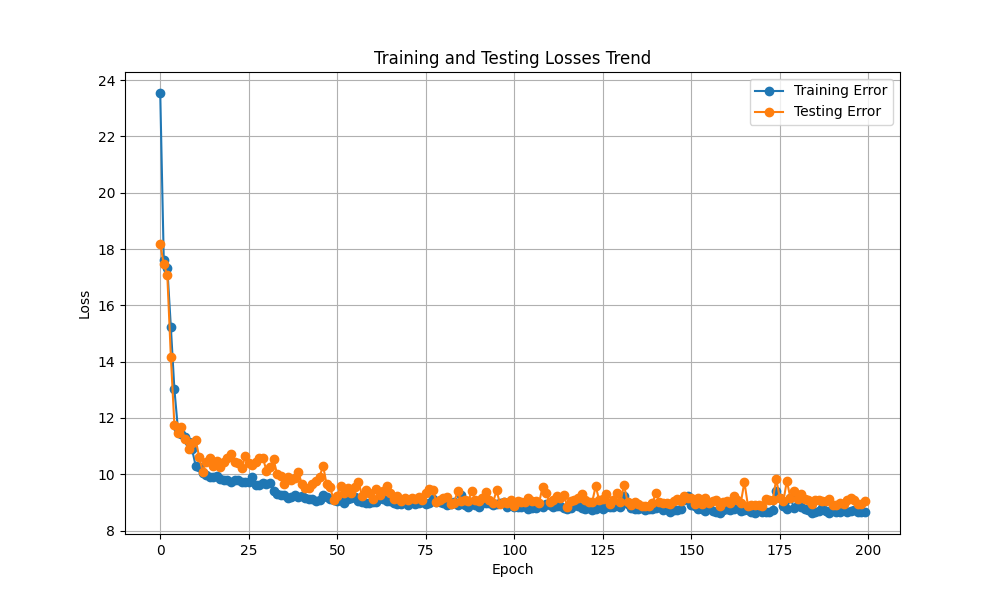 Training and Testing Losses Trend
Training Error
Testing Error
Loss
24
22
20
18
16
14
12
10
8
0 25 50 75 100 125 150 175 200
Epoch